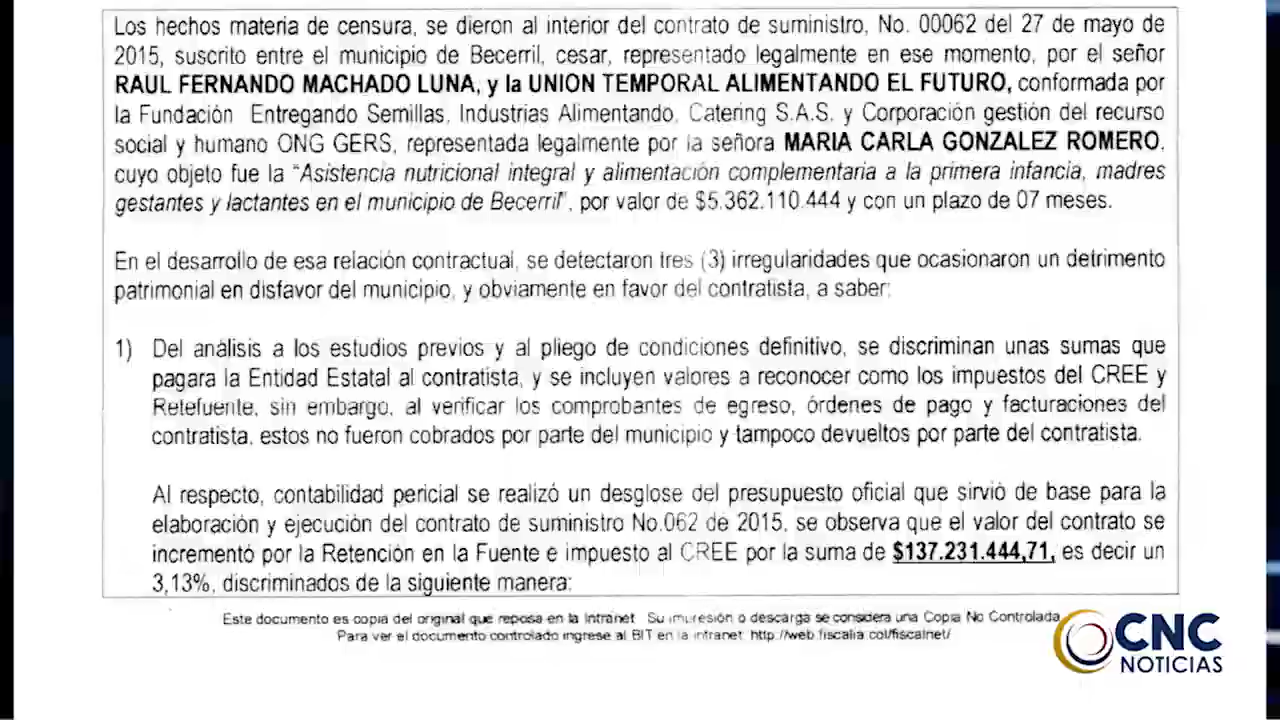 Los hechos materia de censura, se dieron al interior del contrato de suministro, No. 00062 del 27 de mayo de
2015, suscrito entre el municipio de Becerril, cesar, representado legalmente en ese momento, por el señor
RAUL FERNANDO MACHADO LUNA, y la UNION TEMPORAL ALIMENTANDO EL FUTURO, conformada por
la Fundación Entregando Semillas, Industrias Alimentando, Catering S.A.S. y Corporación gestión del recurso
social y humano ONG GERS, representada legalmente por la señora MARIA CARLA GONZALEZ ROMERO,
cuyo objeto fue la "Asistencia nutricional integral y alimentación complementaria a la primera infancia, madres
gestantes y lactantes en el municipio de Becerril", por valor de $5.362.110.444 y con un plazo de 07 meses.
En el desarrollo de esa relación contractual, se detectaron tres (3) irregularidades que ocasionaron un detrimento
patrimonial en disfavor del municipio, y obviamente en favor del contratista, a saber:
1) Del análisis a los estudios previos y al pliego de condiciones definitivo, se discriminan unas sumas que
pagara la Entidad Estatal al contratista, y se incluyen valores a reconocer como los impuestos del CREE y
Retefuente, sin embargo, al verificar los comprobantes de egreso, órdenes de pago y facturaciones del
contratista, estos no fueron cobrados por parte del municipio y tampoco devueltos por parte del contratista.
Al respecto, contabilidad pericial se realizó un desglose del presupuesto oficial que sirvió de base para la
elaboración y ejecución del contrato de suministro No.062 de 2015, se observa que el valor del contrato se
incrementó por la Retención en la Fuente e impuesto al CREE por la suma de $137.231.444,71, es decir un
3,13%, discriminados de la siguiente manera:
Este documento es copia del original que reposa en la Intranet. Su impresión o descarga se considera una Copia No Controlada
Para ver el documento controlado ingrese al BIT en la intranet: http://web.fiscalia.col/fiscalnet/
CNC
NOTICIAS